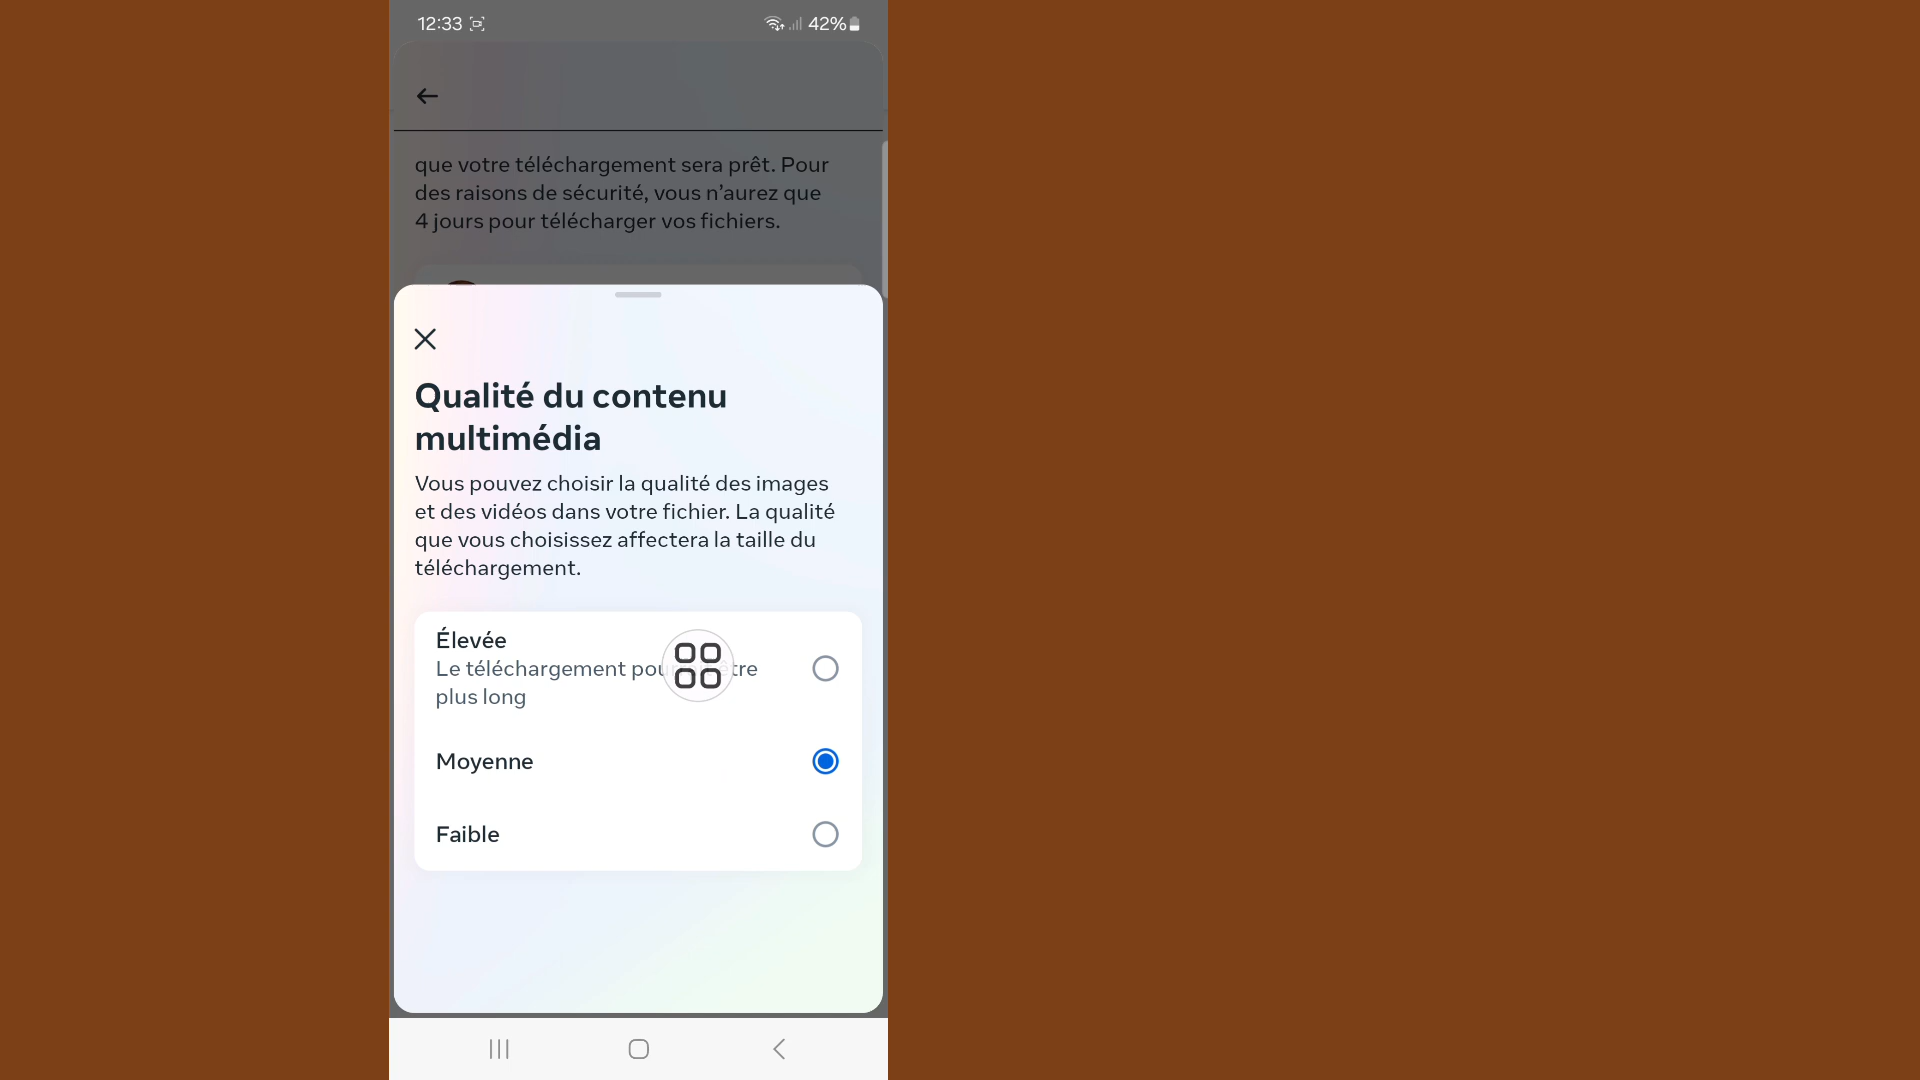 12:33
42%
que votre téléchargement sera prêt. Pour
des raisons de sécurité, vous n’aurez que
4 jours pour télécharger vos fichiers.
Qualité du contenu
multimédia
Vous pouvez choisir la qualité des images
et des vidéos dans votre fichier. La qualité
que vous choisissez affectera la taille du
téléchargement.
Élevée
Le téléchargement
plus long
Moyenne
Faible